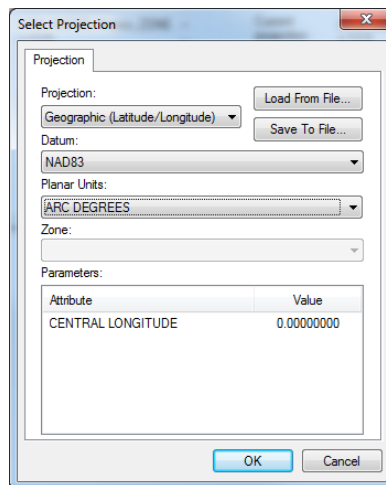 Select Projection
Projection
Projection:
Load From File...
Geographic (Latitude/Longitude)
Save To File...
Datum:
NAD83
Planar Units:
ARC DEGREES
Zone:
Parameters:
Attribute Value
CENTRAL LONGITUDE 0.00000000
OK Cancel